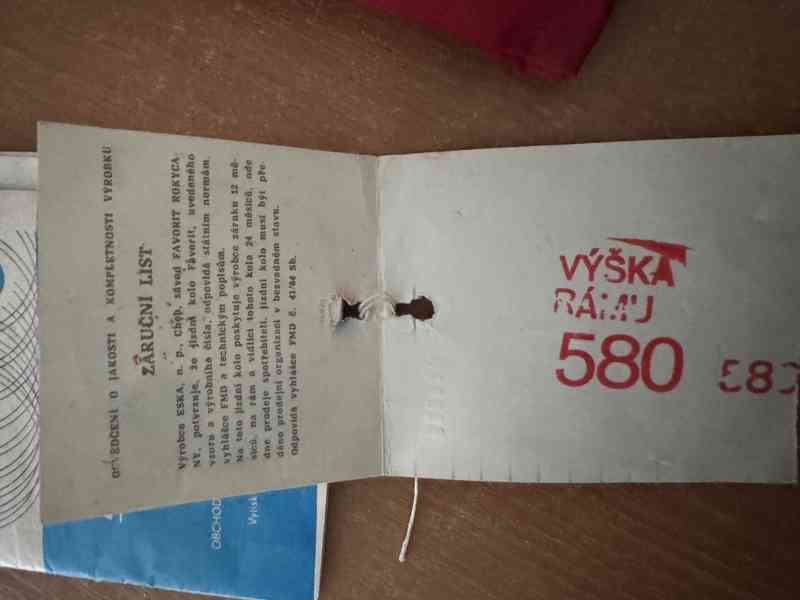 OSVĚDČENÍ O JAKOSTI A KOMPLETNOSTI VÝROBKU
ZÁRUČNÍ LIST
Výrobce ESKA, n. p., Cheb, závod FAVORIT ROKYCA-
NY, potvrzuje, že jízdní kolo Favorit, uvedeného
vzoru a výrobního čísla, odpovídá státním normám,
vyhlášce FMD a technickým popisům.
Na toto jízdní kolo poskytuje výrobce záruku 12 mě-
síců, na rám a vidlici tohoto kola 24 měsíců, ode
dne prodeje spotřebiteli. Jízdní kolo musí být pře-
dáno prodejní organizací v bezvadném stavu.
Odpovídá vyhlášce FMD č. 41/84 Sb.
VÝŠKA
RÁMU
580
580
OBCHOD